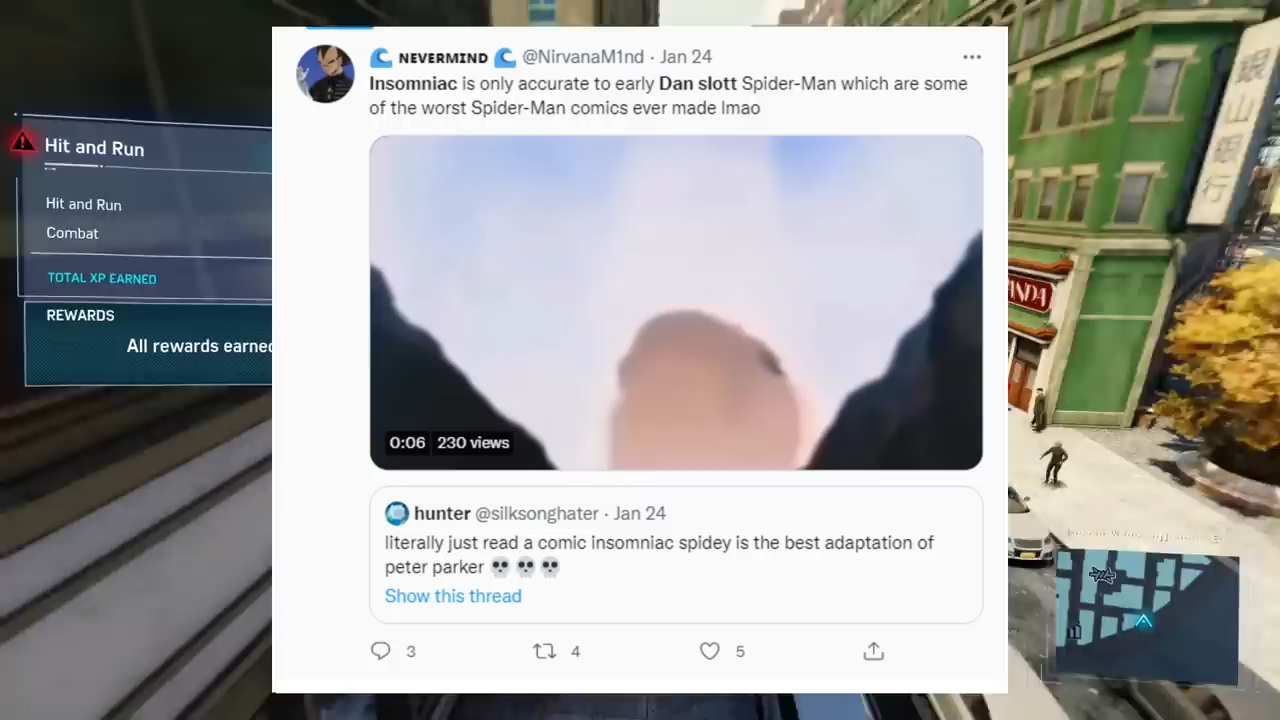 NEVERMIND @NirvanaM1nd · Jan 24
Insomniac is only accurate to early Dan slott Spider-Man which are some
of the worst Spider-Man comics ever made lmao
0:06 230 views
hunter @silksonghater · Jan 24
literally just read a comic insomniac spidey is the best adaptation of
peter parker 💀 💀 💀
Show this thread
3 4 5
Hit and Run
Hit and Run
Combat
TOTAL XP EARNED
REWARDS
All rewards earned
山
銀
行